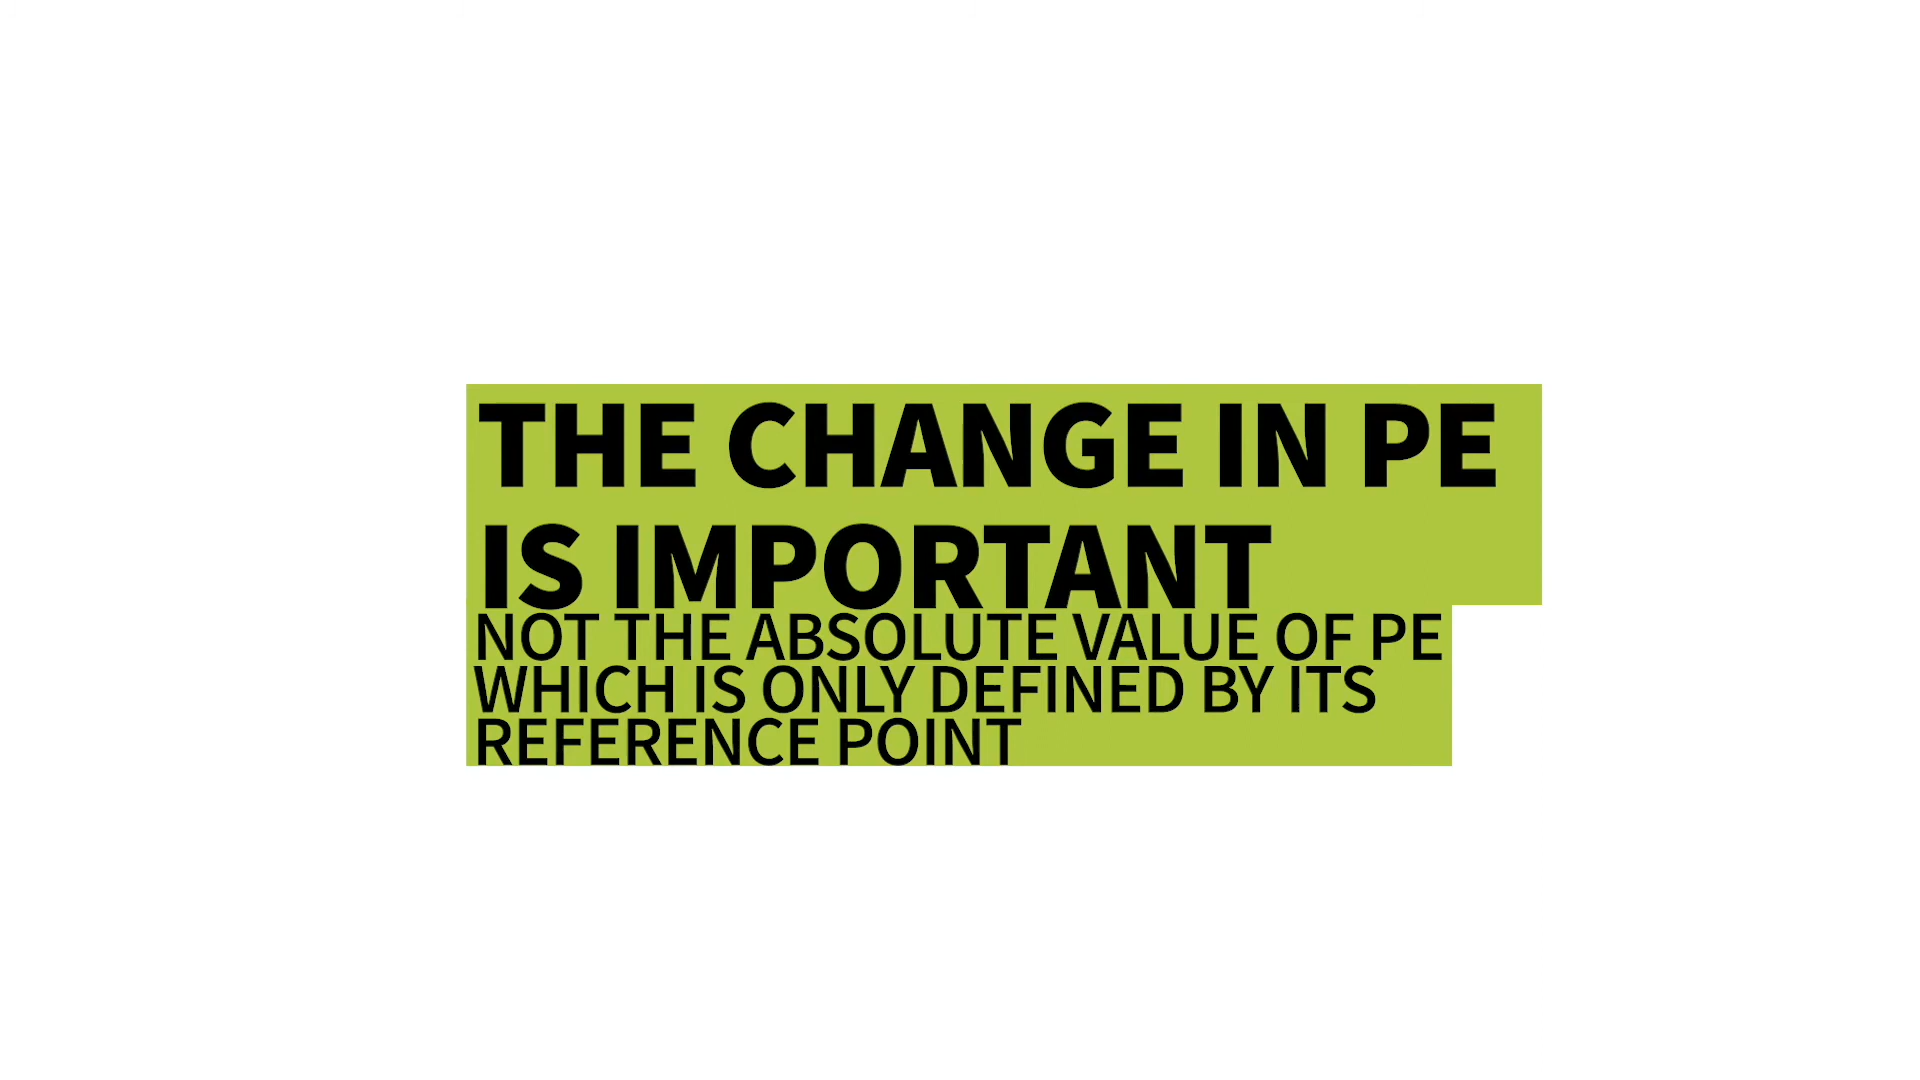 THE CHANGE IN PE
IS IMPORTANT
NOT THE ABSOLUTE VALUE OF PE
WHICH IS ONLY DEFINED BY ITS
REFERENCE POINT